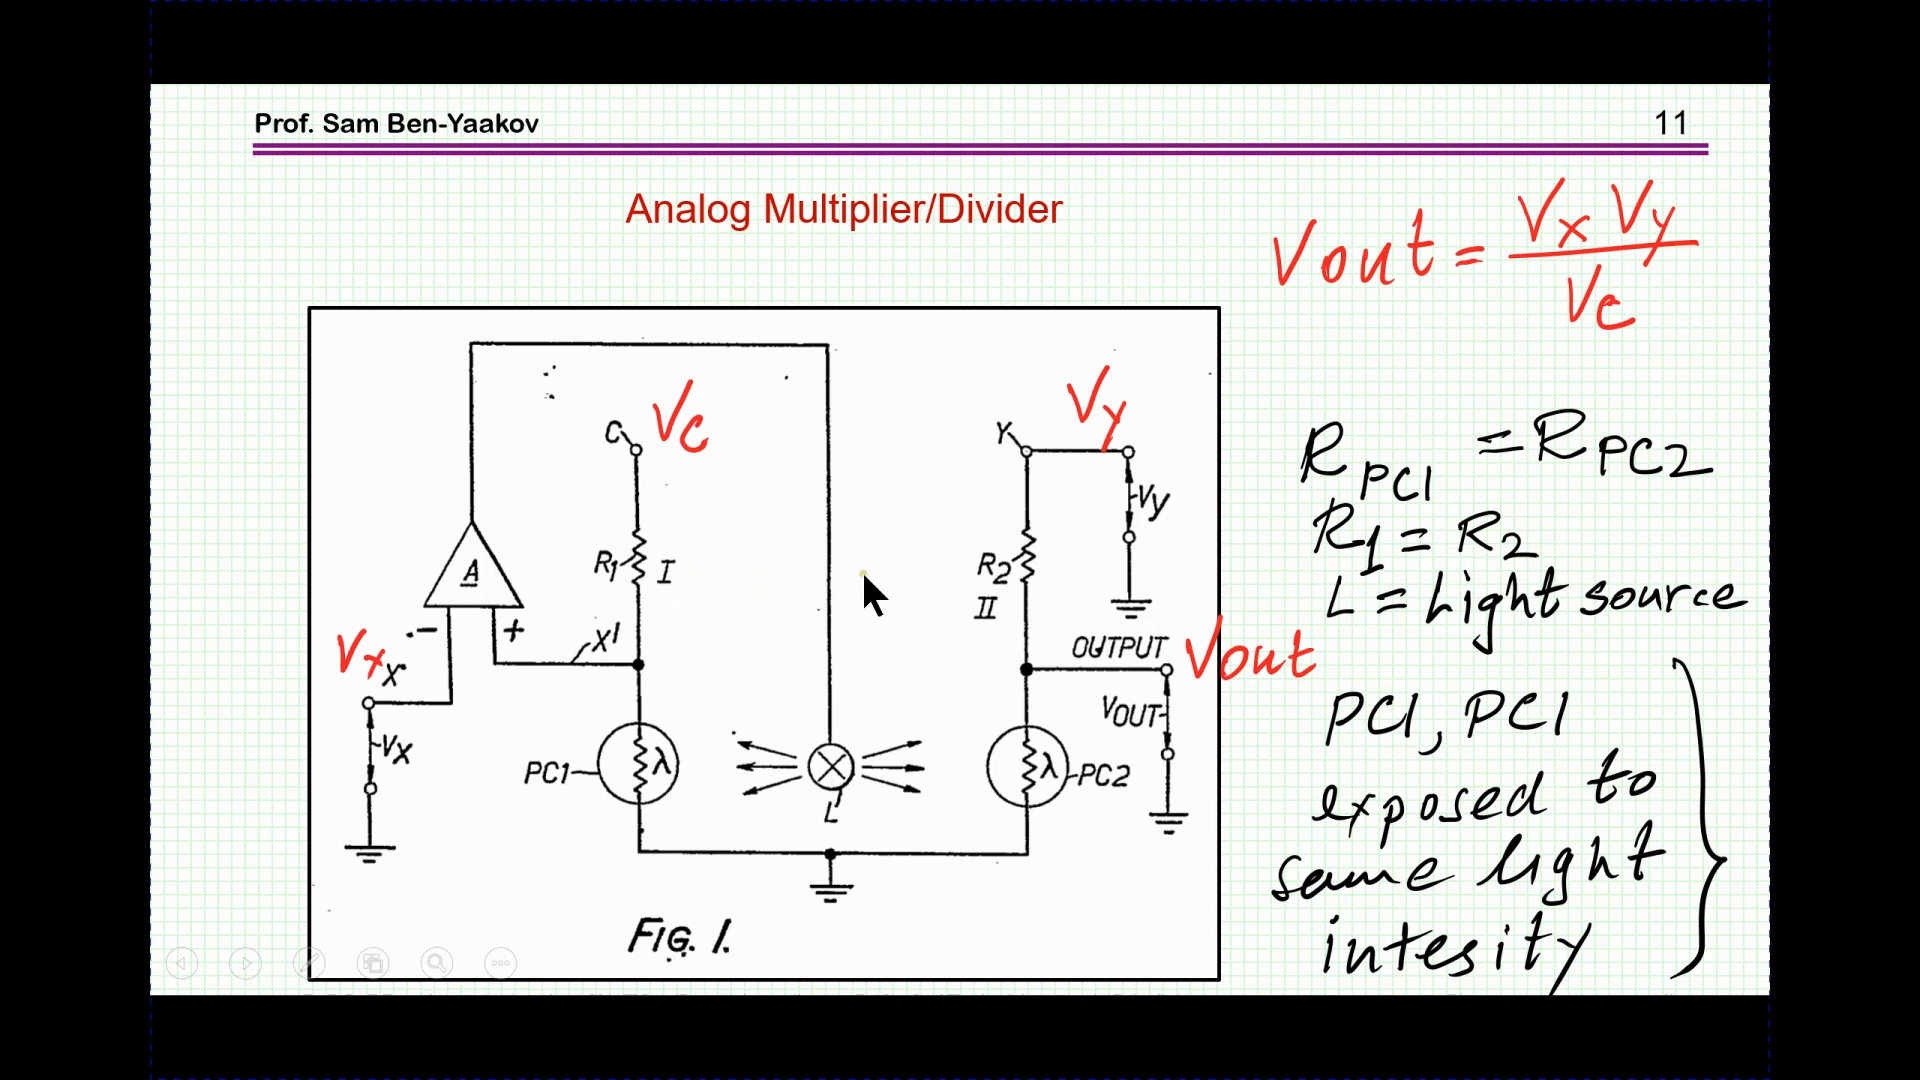 Prof. Sam Ben-Yaakov
11
Analog Multiplier/Divider
Vout = Vx Vy
Vc
C Vc
Y Vy
Vy
R1 I
R2
II
A
- +
X'
Vx X
Vx
OUTPUT Vout
VOUT
PC1
λ
L
λ
PC2
FIG. 1.
RPC1 = RPC2
R1 = R2
L = Light source
PC1, PC1
exposed to
same light
intesity